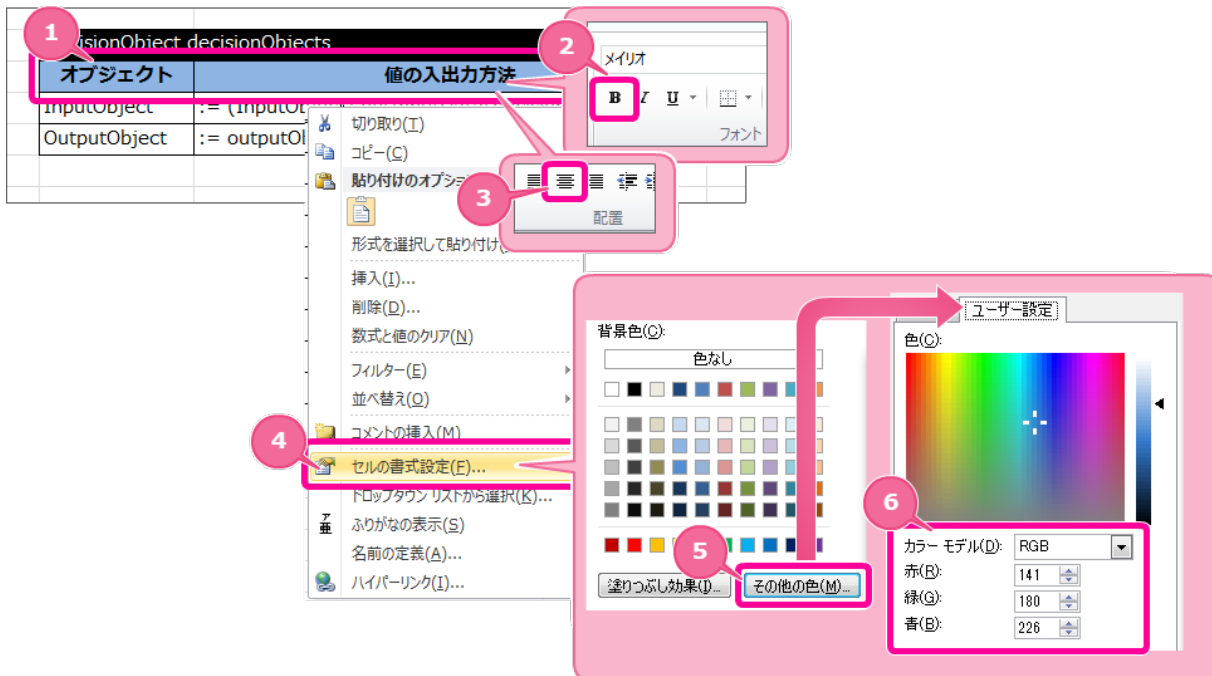 1
decisionObjects
オブジェクト
値の入出力方法
InputObject
:= (InputOb
OutputObject
:= outputOb
2
メイリオ
B I U
フォント
3
配置
切り取り(T)
コピー(C)
貼り付けのオプション
形式を選択して貼り付け(
挿入(I)...
削除(D)...
数式と値のクリア(N)
フィルター(E)
並べ替え(O)
コメントの挿入(M)
4
セルの書式設定(F)...
ドロップダウン リストから選択(K)...
ア亜
ふりがなの表示(S)
名前の定義(A)...
ハイパーリンク(I)...
背景色(C):
色なし
5
塗りつぶし効果(I)...
その他の色(M)...
ユーザー設定
色(C):
6
カラー モデル(D): RGB
赤(R): 141
緑(G): 180
青(B): 226